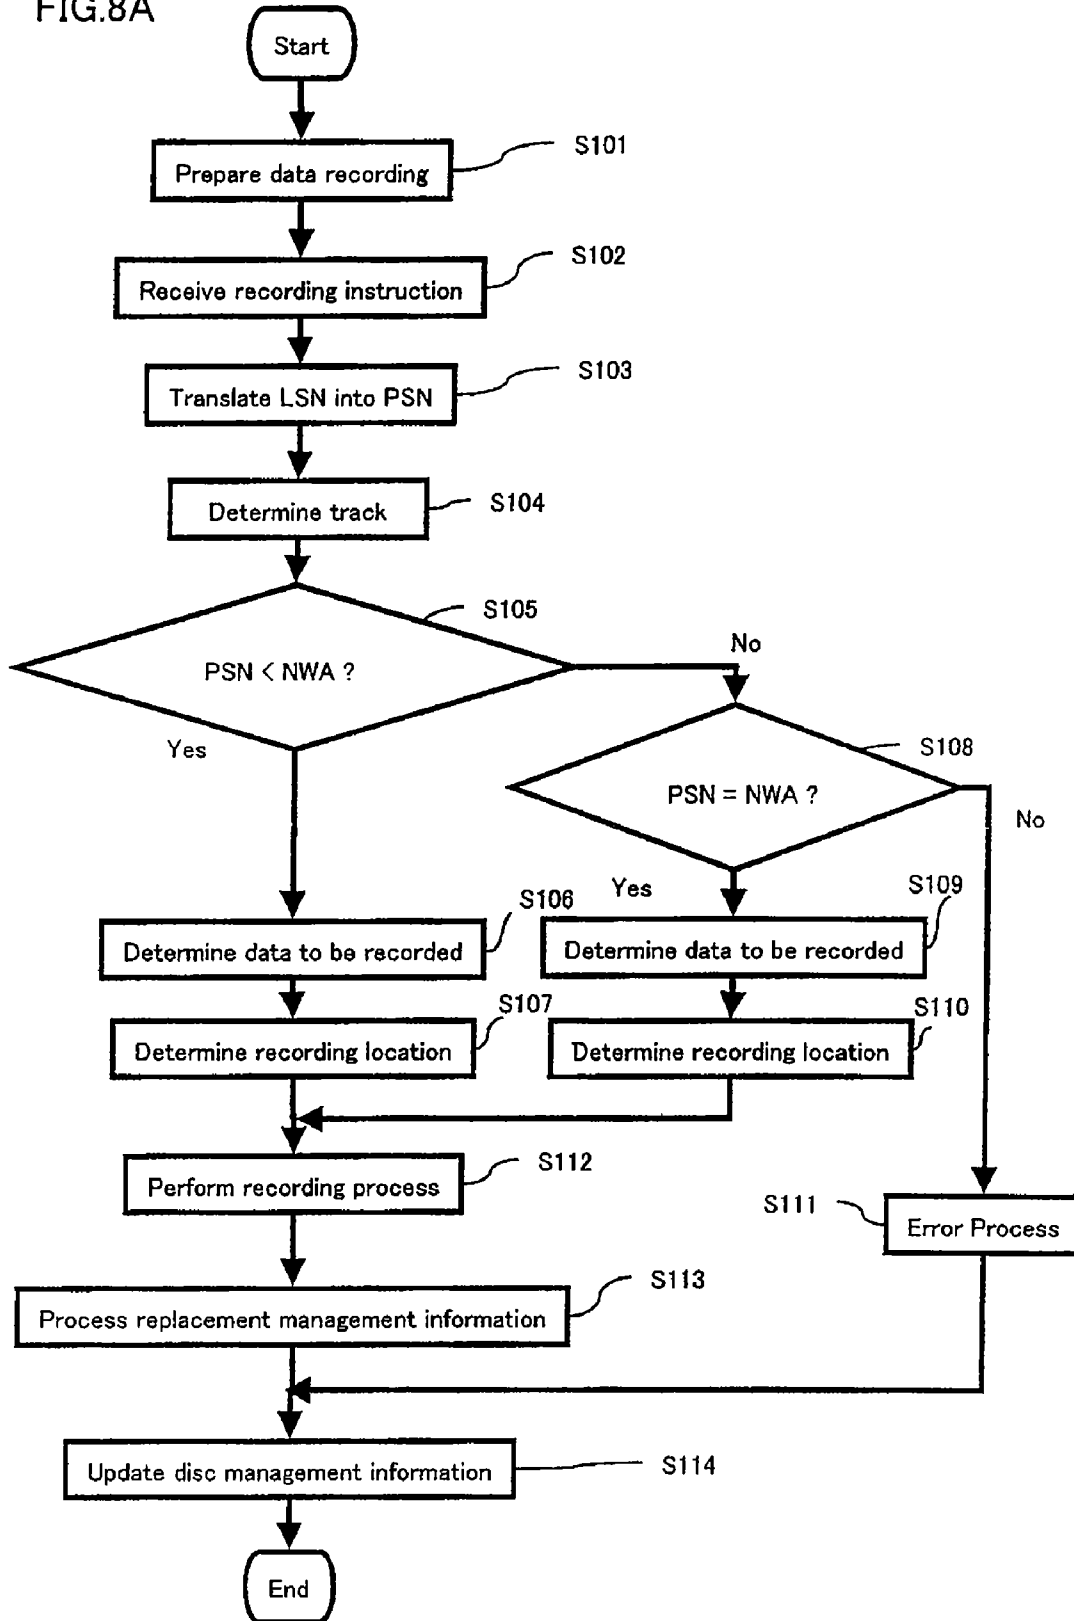 FIG.8A
Start
S101
Prepare data recording
S102
Receive recording instruction
S103
Translate LSN into PSN
S104
Determine track
S105
PSN < NWA ?
No
Yes
S108
PSN = NWA ?
No
Yes
S106
Determine data to be recorded
S109
Determine data to be recorded
S107
Determine recording location
S110
Determine recording location
S112
Perform recording process
S111
Error Process
S113
Process replacement management information
S114
Update disc management information
End